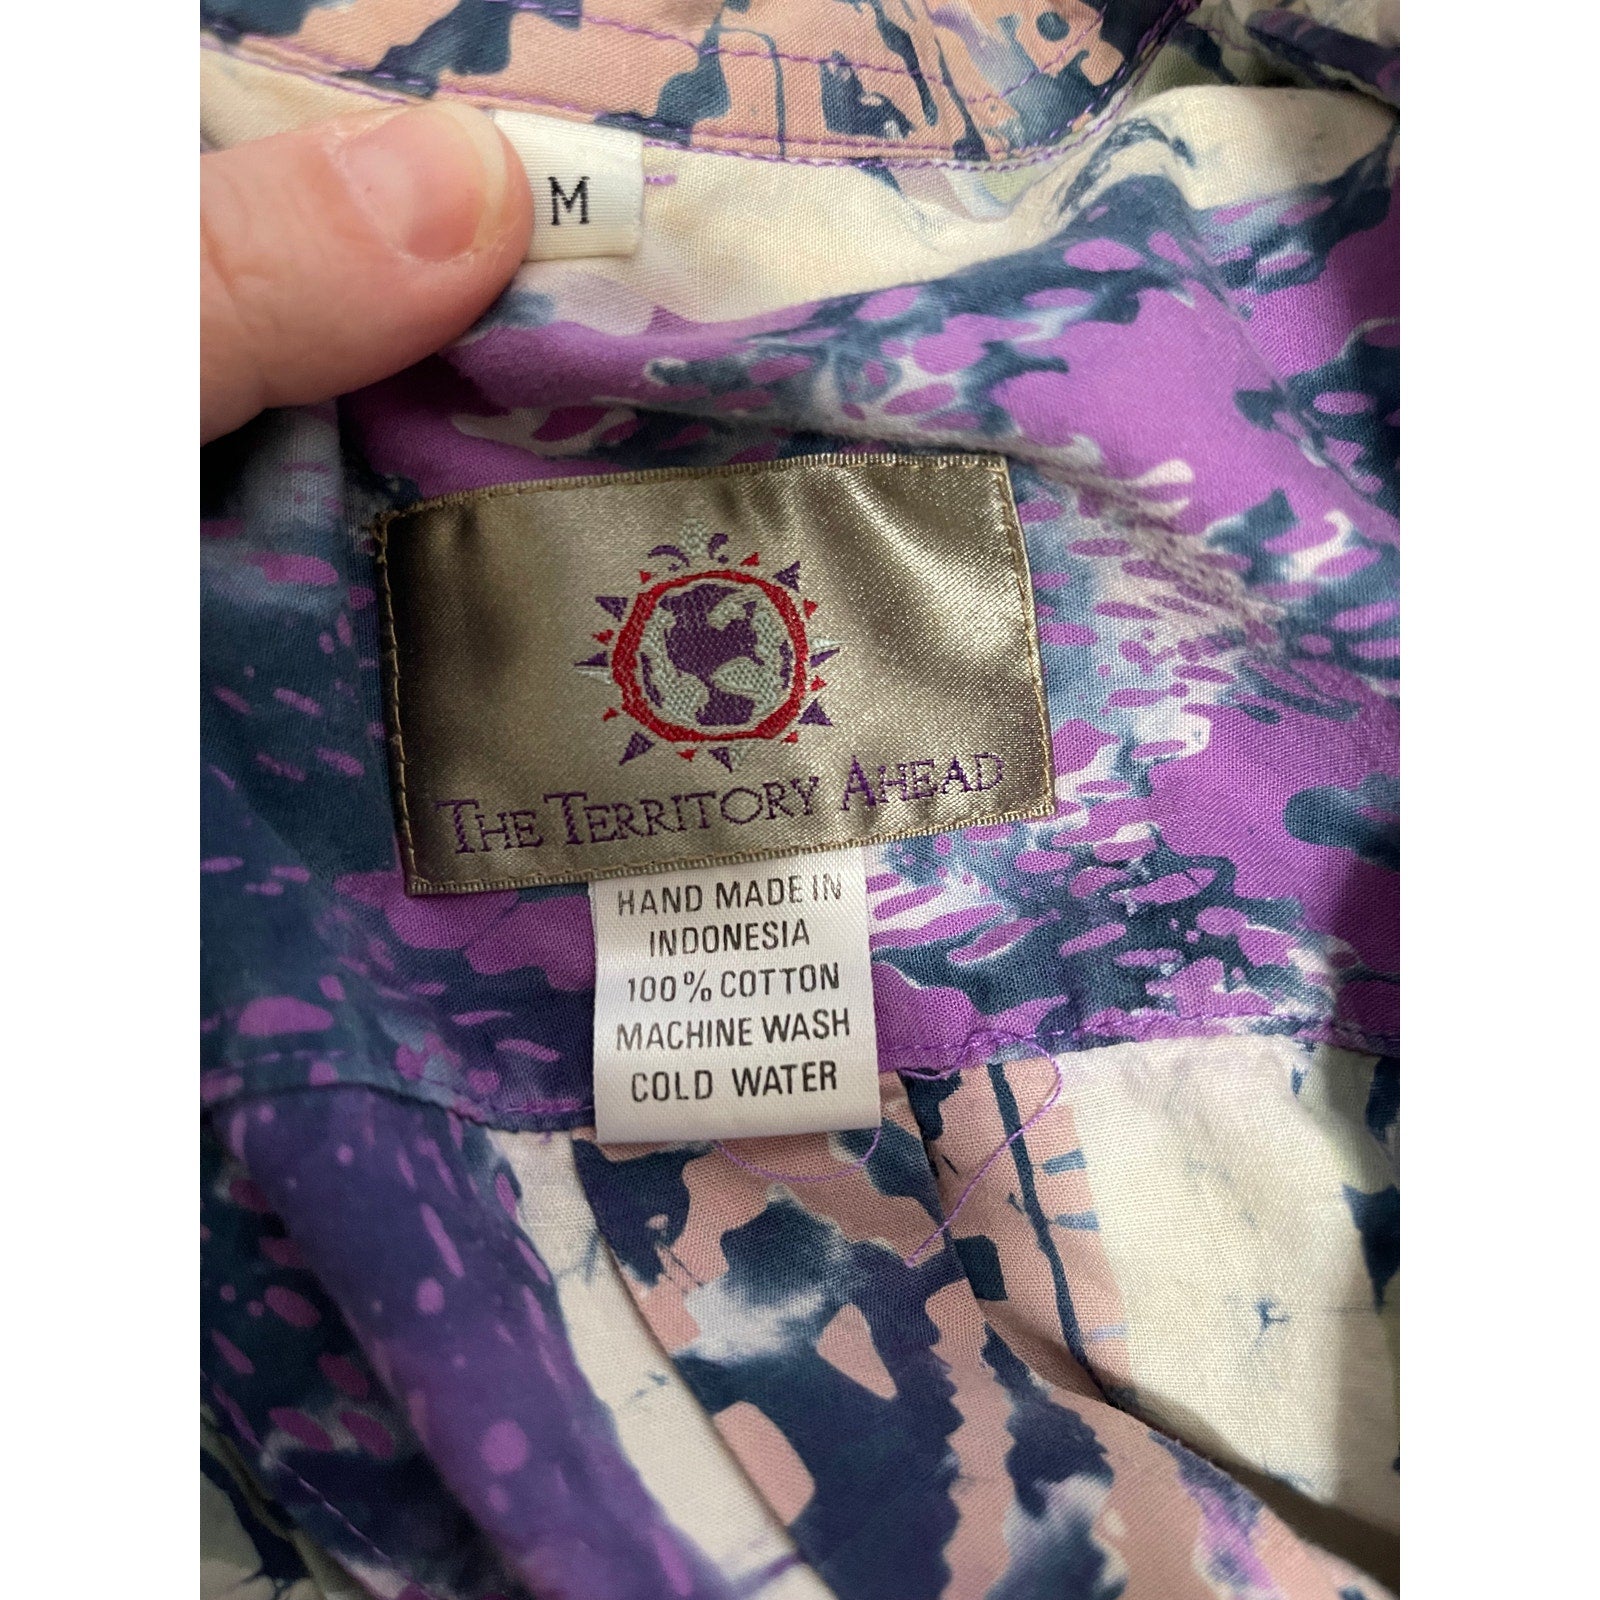 M
THE TERRITORY AHEAD
HAND MADE IN
INDONESIA
100% COTTON
MACHINE WASH
COLD WATER